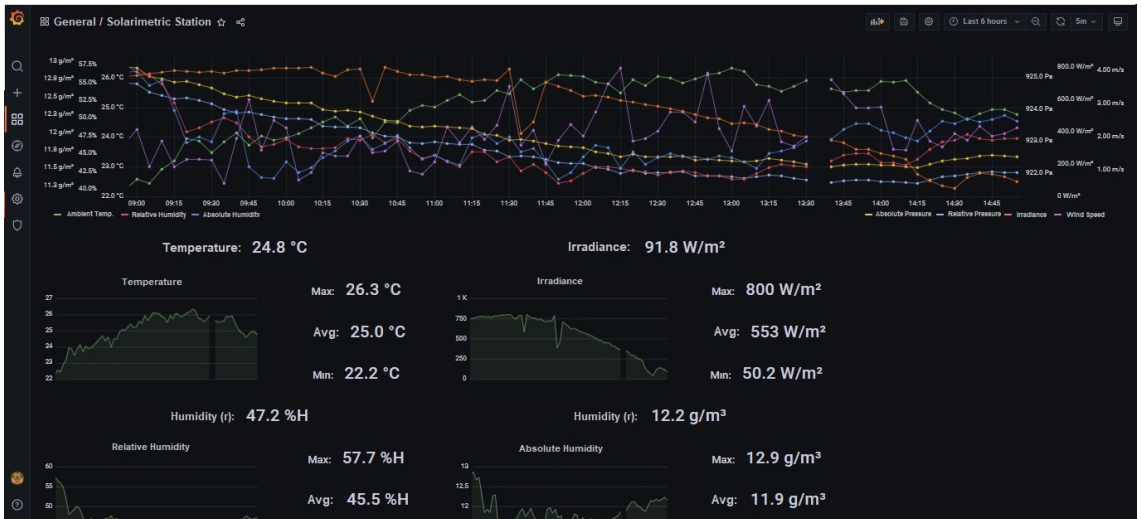 General / Solarimetric Station
Last 6 hours
5m
13 g/m³ 57.5%
12.8 g/m³ 55.0% 26.0 °C
12.5 g/m³ 52.5%
12.3 g/m³ 50.0% 25.0 °C
12 g/m³ 47.5% 24.0 °C
11.8 g/m³ 45.0%
11.5 g/m³ 42.5% 23.0 °C
11.3 g/m³ 40.0% 22.0 °C
925.0 Pa 800.0 W/m² 4.00 m/s
924.0 Pa 600.0 W/m² 3.00 m/s
923.0 Pa 400.0 W/m² 2.00 m/s
922.0 Pa 200.0 W/m² 1.00 m/s
0 W/m²
09:00 09:15 09:30 09:45 10:00 10:15 10:30 10:45 11:00 11:15 11:30 11:45 12:00 12:15 12:30 12:45 13:00 13:15 13:30 13:45 14:00 14:15 14:30 14:45
Ambient Temp. Relative Humidity Absolute Humidity
Absolute Pressure Relative Pressure Irradiance Wind Speed
Temperature: 24.8 °C
Irradiance: 91.8 W/m²
Temperature
27
26
25
24
23
22
Max: 26.3 °C
Avg: 25.0 °C
Min: 22.2 °C
Irradiance
1 K
750
500
250
0
Max: 800 W/m²
Avg: 553 W/m²
Min: 50.2 W/m²
Humidity (r): 47.2 %H
Humidity (r): 12.2 g/m³
Relative Humidity
60
55
50
Max: 57.7 %H
Avg: 45.5 %H
Absolute Humidity
13
12.5
12
Max: 12.9 g/m³
Avg: 11.9 g/m³